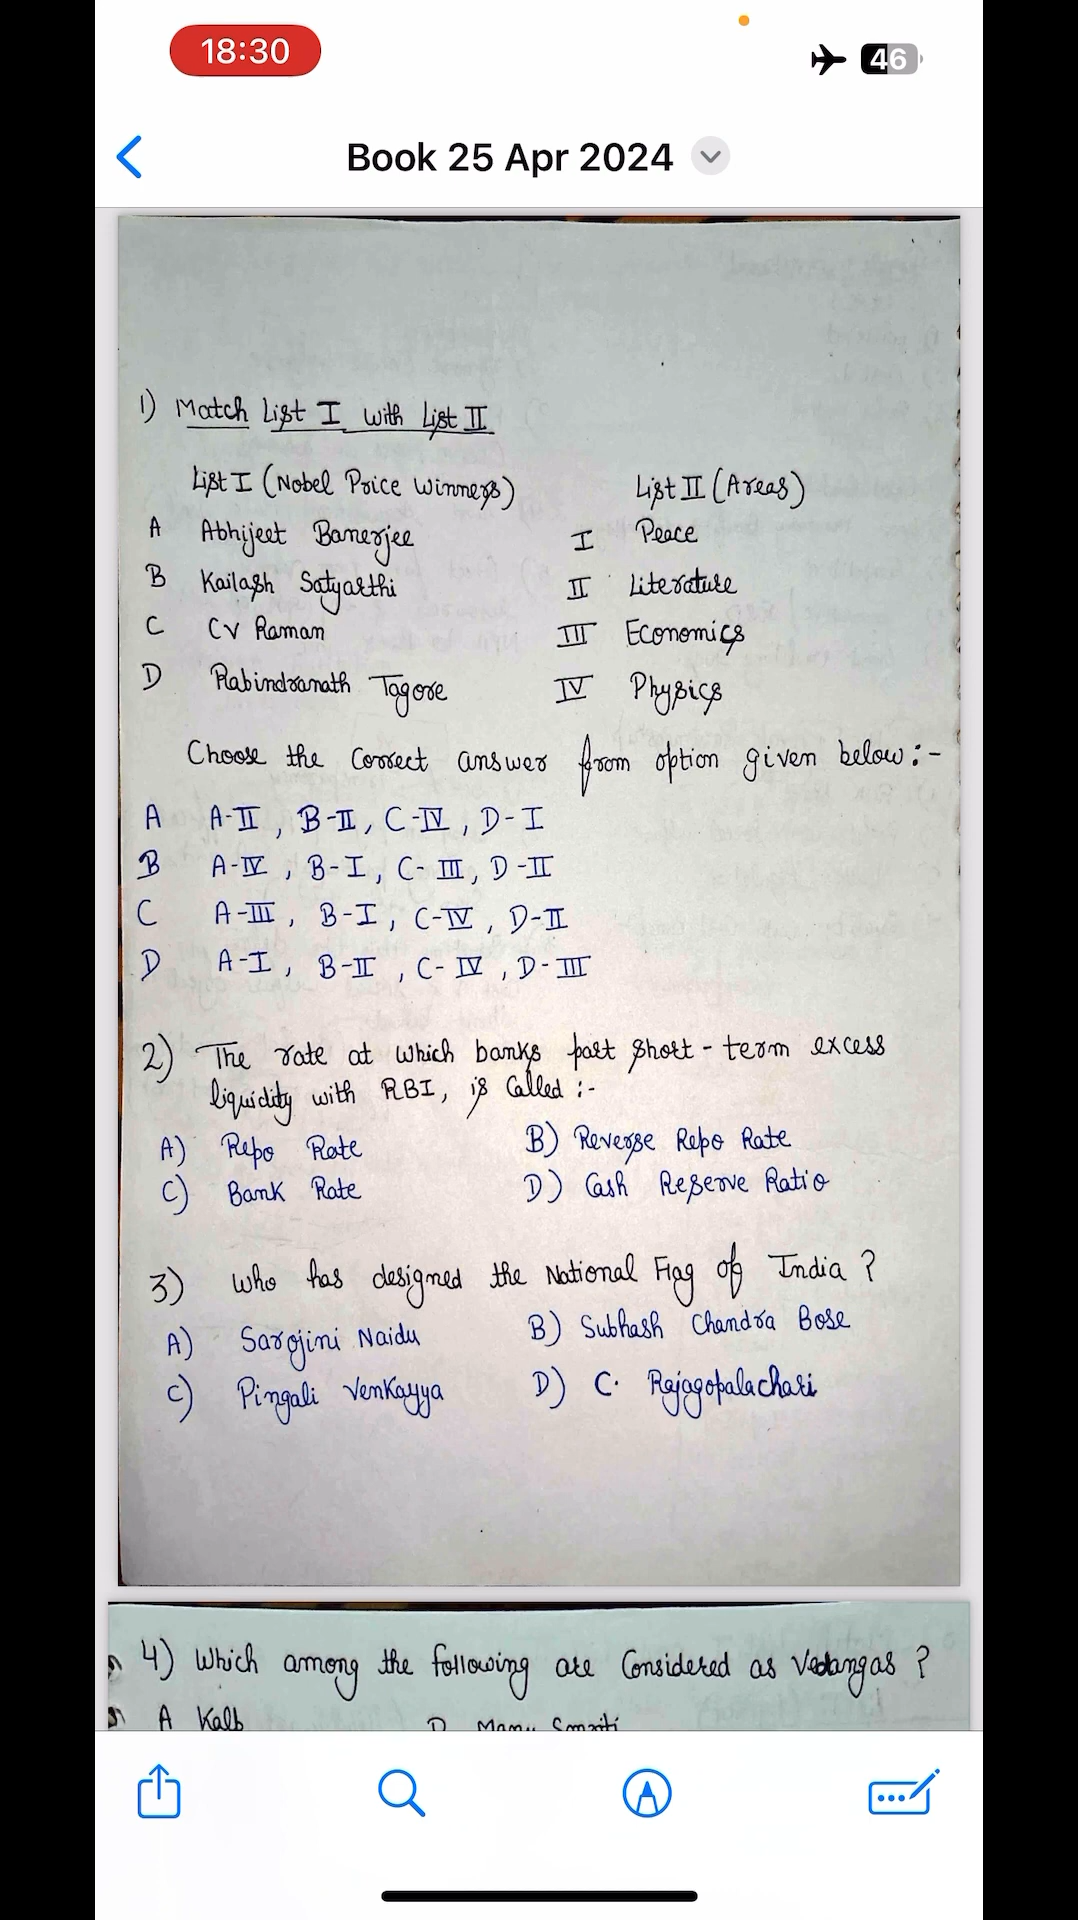 18:30
46
Book 25 Apr 2024
1) Match List I with List II
List I (Nobel Price Winners) List II (Areas)
A Abhijeet Banerjee I Peace
B Kailash Satyarthi II Literature
C CV Raman III Economics
D Rabindranath Tagore IV Physics
Choose the Correct answer from option given below:-
A A-II, B-II, C-IV, D-I
B A-IV, B-I, C-III, D-II
C A-III, B-I, C-IV, D-II
D A-I, B-II, C-IV, D-III
2) The rate at which banks part short-term excess
liquidity with RBI, is Called :-
A) Repo Rate B) Reverse Repo Rate
C) Bank Rate D) Cash Reserve Ratio
3) Who has designed the National Flag of India ?
A) Sarojini Naidu B) Subhash Chandra Bose
C) Pingali Venkayya D) C. Rajagopalachari
4) Which among the following are Considered as Vedangas ?
A Kalb Manu Smriti